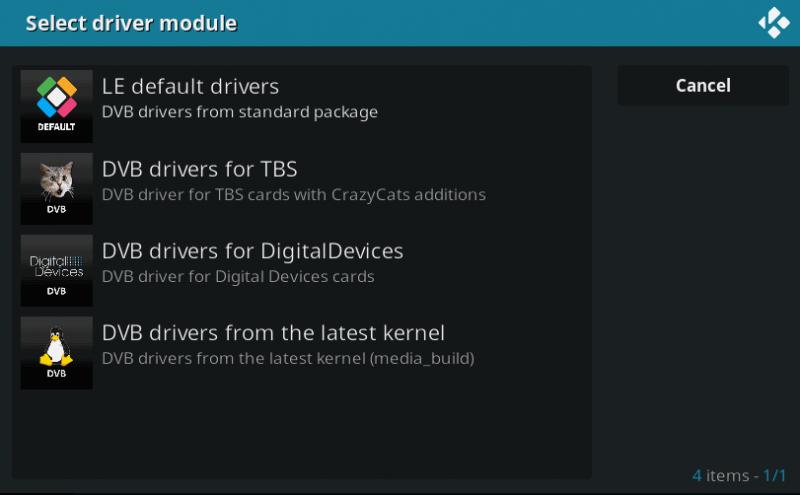 Select driver module
LE default drivers
DVB drivers from standard package
DEFAULT
DVB drivers for TBS
DVB driver for TBS cards with CrazyCats additions
DVB
DVB drivers for DigitalDevices
DVB driver for Digital Devices cards
Digital
Devices
DVB
DVB drivers from the latest kernel
DVB drivers from the latest kernel (media_build)
DVB
Cancel
4 items - 1/1